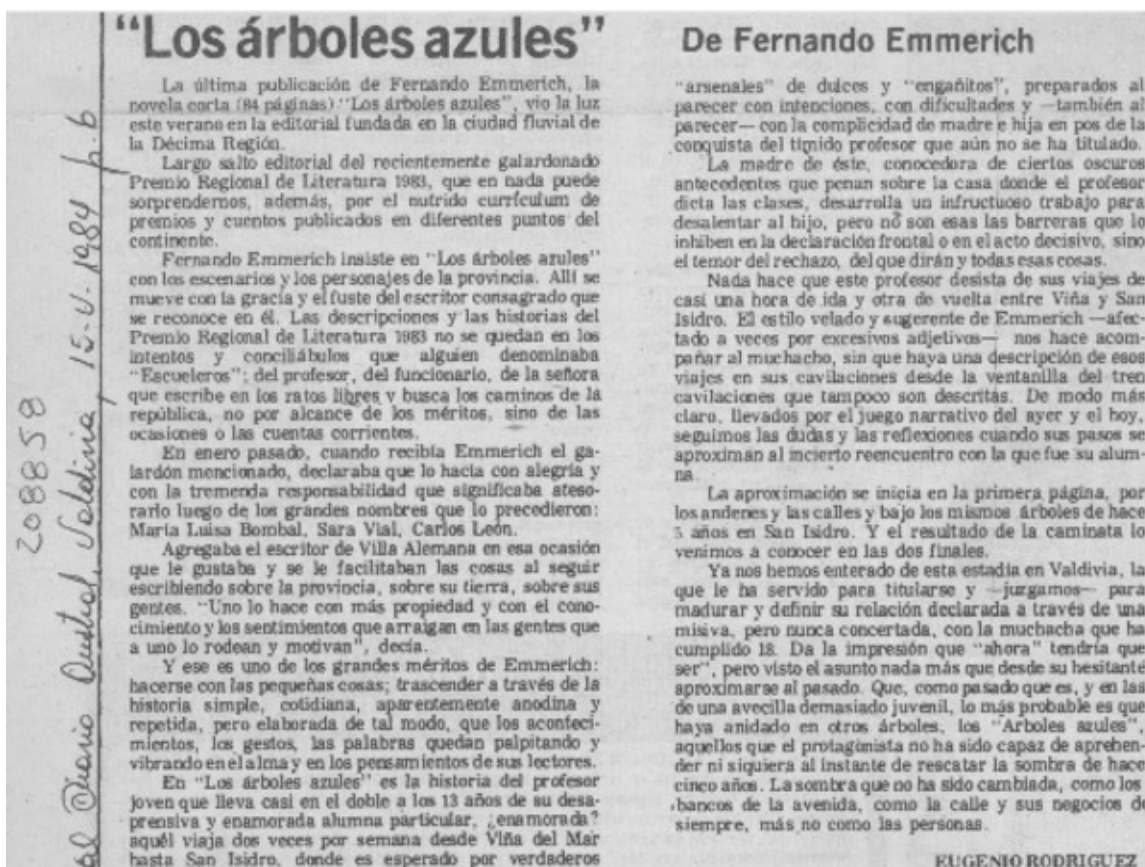 "Los árboles azules"
La última publicación de Fernando Emmerich, la
novela corta (84 páginas) "Los árboles azules", vio la luz
este verano en la editorial fundada en la ciudad fluvial de
la Décima Región.
Largo salto editorial del recientemente galardonado
Premio Regional de Literatura 1983, que en nada puede
sorprendernos, además, por el nutrido currículum de
premios y cuentos publicados en diferentes puntos del
continente.
Fernando Emmerich insiste en "Los árboles azules"
con los escenarios y los personajes de la provincia. Allí se
mueve con la gracia y el fuste del escritor consagrado que
se reconoce en él. Las descripciones y las historias del
Premio Regional de Literatura 1983 no se quedan en los
intentos y conciliábulos que alguien denominaba
"Escueleros"; del profesor, del funcionario, de la señora
que escribe en los ratos libres y busca los caminos de la
república, no por alcance de los méritos, sino de las
ocasiones o las cuentas corrientes.
En enero pasado, cuando recibía Emmerich el ga-
lardón mencionado, declaraba que lo hacía con alegría y
con la tremenda responsabilidad que significaba ateso-
rarlo luego de los grandes nombres que lo precedieron:
María Luisa Bombal, Sara Vial, Carlos León.
Agregaba el escritor de Villa Alemana en esa ocasión
que le gustaba y se le facilitaban las cosas al seguir
escribiendo sobre la provincia, sobre su tierra, sobre sus
gentes. "Uno lo hace con más propiedad y con el cono-
cimiento y los sentimientos que arraigan en las gentes que
a uno lo rodean y motivan", decía.
Y ese es uno de los grandes méritos de Emmerich:
hacerse con las pequeñas cosas; trascender a través de la
historia simple, cotidiana, aparentemente anodina y
repetida, pero elaborada de tal modo, que los aconteci-
mientos, los gestos, las palabras quedan palpitando y
vibrando en el alma y en los pensamientos de sus lectores.
En "Los árboles azules" es la historia del profesor
joven que lleva casi en el doble a los 13 años de su desa-
prensiva y enamorada alumna particular, ¿enamorada?
aquél viaja dos veces por semana desde Viña del Mar
hasta San Isidro, donde es esperado por verdaderos
De Fernando Emmerich
"arsenales" de dulces y "engañitos", preparados al
parecer con intenciones, con dificultades y —también al
parecer— con la complicidad de madre e hija en pos de la
conquista del tímido profesor que aún no se ha titulado.
La madre de éste, conocedora de ciertos oscuros
antecedentes que penan sobre la casa donde el profesor
dicta las clases, desarrolla un infructuoso trabajo para
desalentar al hijo, pero no son esas las barreras que lo
inhiben en la declaración frontal o en el acto decisivo, sino
el temor del rechazo, del que dirán y todas esas cosas.
Nada hace que este profesor desista de sus viajes de
casi una hora de ida y otra de vuelta entre Viña y San
Isidro. El estilo velado y sugerente de Emmerich —afec-
tado a veces por excesivos adjetivos— nos hace acom-
pañar al muchacho, sin que haya una descripción de esos
viajes en sus cavilaciones desde la ventanilla del tren
cavilaciones que tampoco son descritas. De modo más
claro, llevados por el juego narrativo del ayer y el hoy,
seguimos las dudas y las reflexiones cuando sus pasos se
aproximan al incierto reencuentro con la que fue su alum-
na.
La aproximación se inicia en la primera página, por
los andenes y las calles y bajo los mismos árboles de hace
5 años en San Isidro. Y el resultado de la caminata lo
venimos a conocer en las dos finales.
Ya nos hemos enterado de esta estadía en Valdivia, la
que le ha servido para titularse y —juzgamos— para
madurar y definir su relación declarada a través de una
misiva, pero nunca concertada, con la muchacha que ha
cumplido 18. Da la impresión que "ahora" tendría que
ser", pero visto el asunto nada más que desde su hesitante
aproximarse al pasado. Que, como pasado que es, y en las
de una avecilla demasiado juvenil, lo más probable es que
haya anidado en otros árboles, los "Arboles azules",
aquellos que el protagonista no ha sido capaz de aprehen-
der ni siquiera al instante de rescatar la sombra de hace
cinco años. La sombra que no ha sido cambiada, como los
bancos de la avenida, como la calle y sus negocios de
siempre, más no como las personas.
EUGENIO RODRIGUEZ
208858
El Diario Austral, Valdivia, 15-V-1984 p. 6